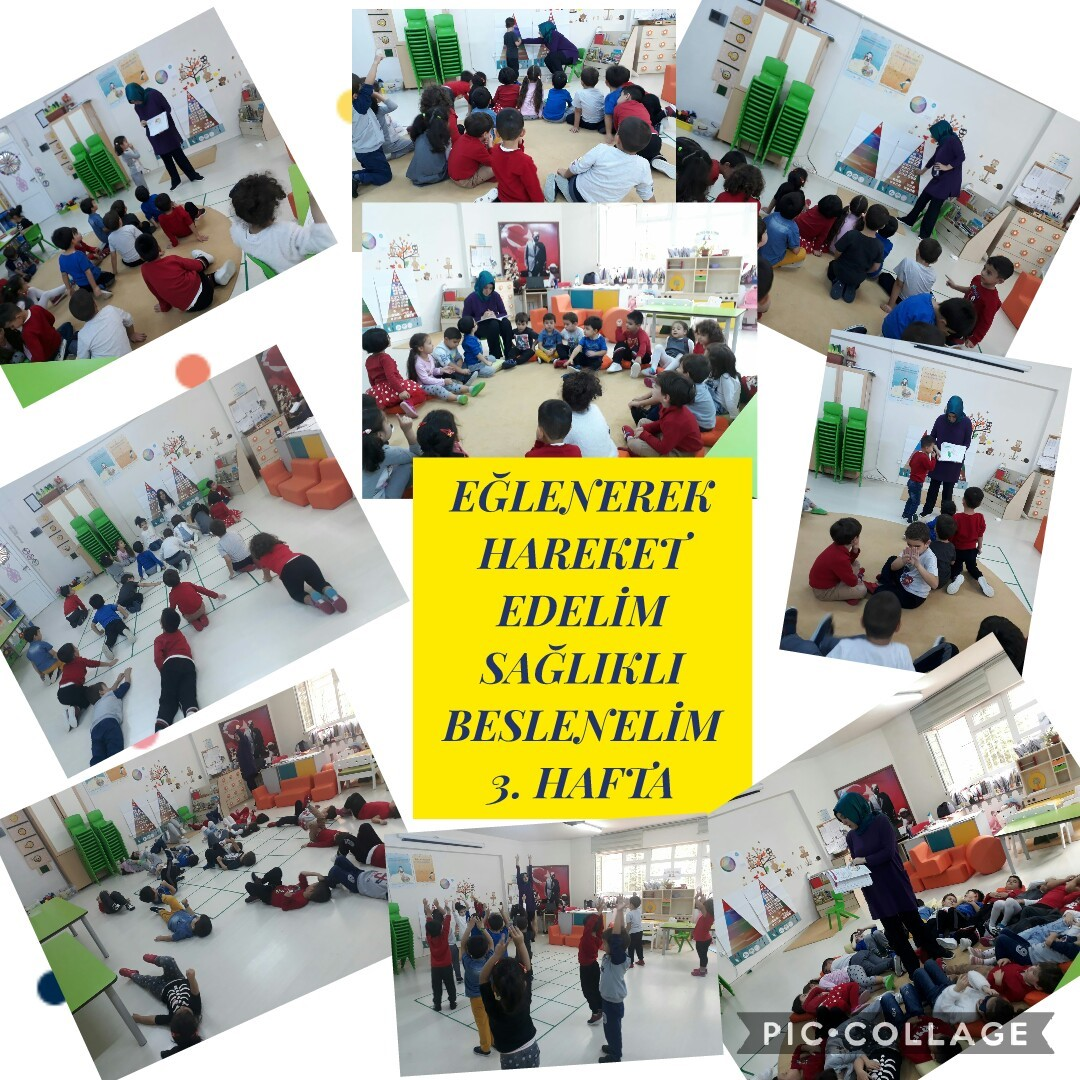 EĞLENEREK
HAREKET
EDELİM
SAĞLIKLI
BESLENELİM
3. HAFTA
PIC•COLLAGE